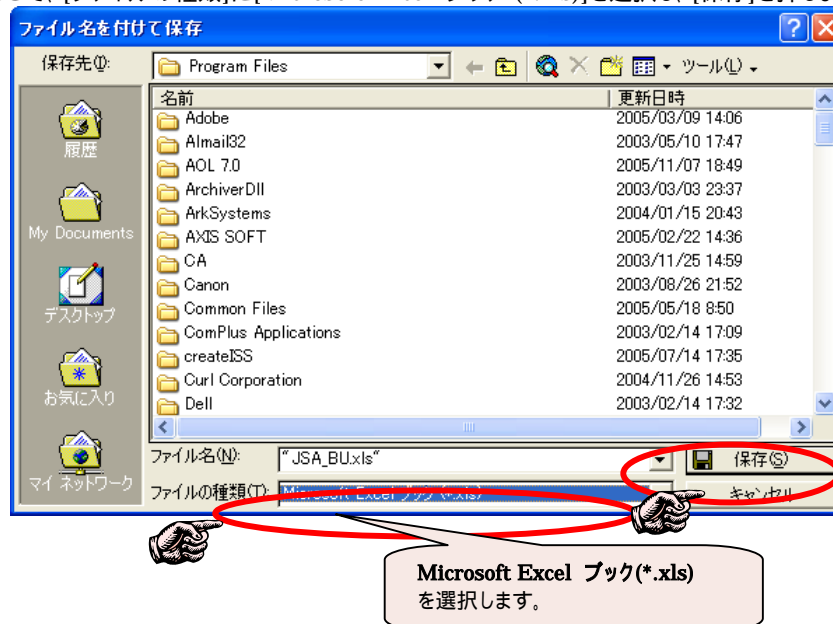 ファイル名を付けて保存
保存先(I):
Program Files
ツール(L)
名前 更新日時
Adobe 2005/03/09 14:06
Almail32 2003/05/10 17:47
AOL 7.0 2005/11/07 18:49
ArchiverDll 2003/03/03 23:37
ArkSystems 2004/01/15 20:43
AXIS SOFT 2005/02/22 14:36
CA 2003/11/25 14:59
Canon 2003/08/26 21:52
Common Files 2005/05/18 8:50
ComPlus Applications 2003/02/14 17:09
createISS 2005/07/14 17:35
Curl Corporation 2004/11/26 14:53
Dell 2003/02/14 17:32
履歴
My Documents
デスクトップ
お気に入り
マイ ネットワーク
ファイル名(N): "JSA_BU.xls"
保存(S)
ファイルの種類(T): Microsoft Excel ブック (*.xls)
キャンセル
Microsoft Excel ブック(*.xls)
を選択します。